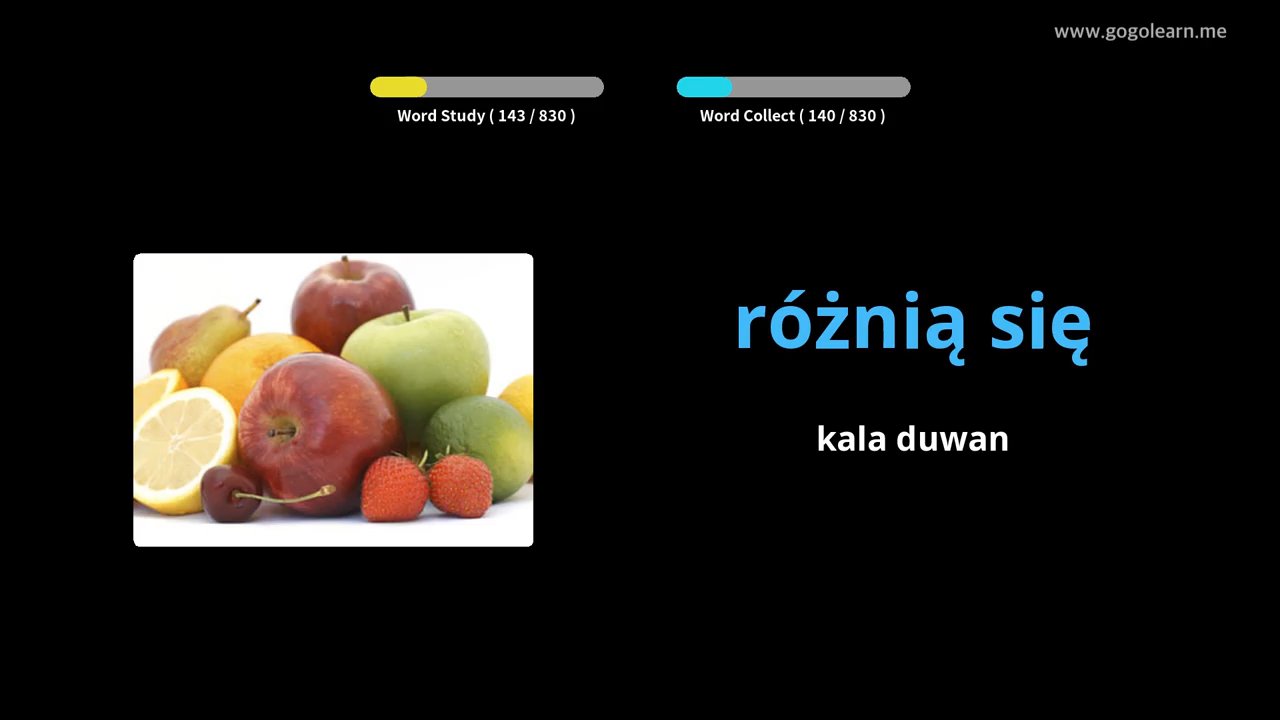 www.gogolearn.me
Word Study ( 143 / 830 )
Word Collect ( 140 / 830 )
różnią się
kala duwan